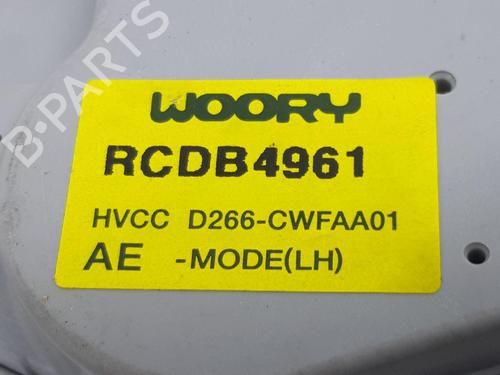 WOORY
RCDB4961
HVCC D266-CWFAA01
AE -MODE(LH)
B-PARTS